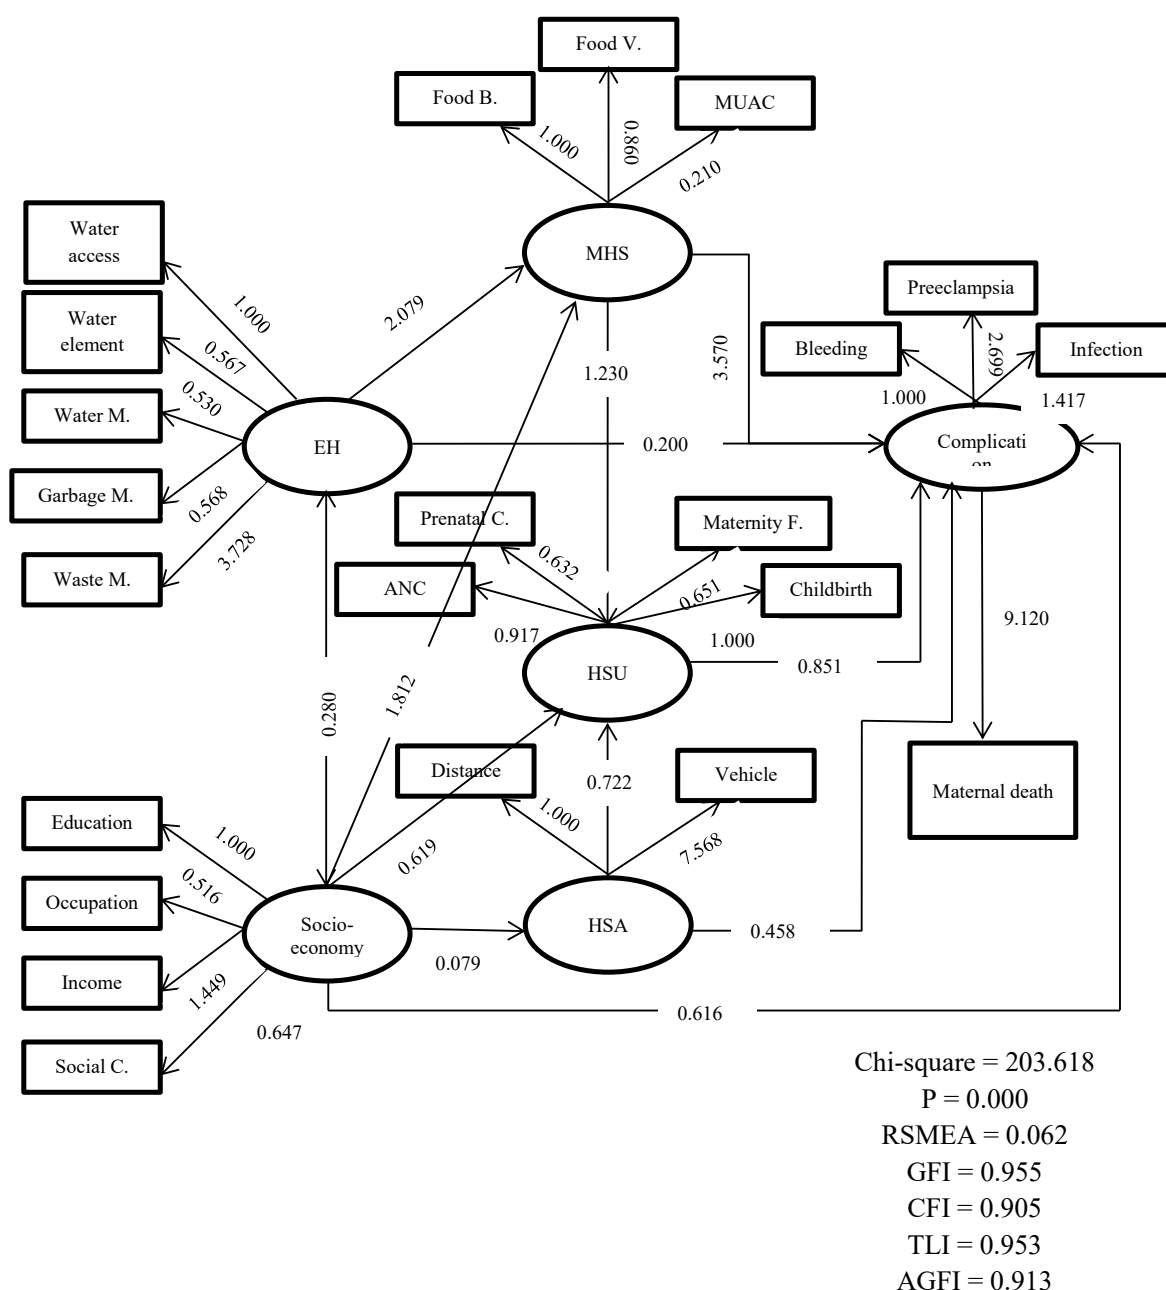 Food V.
Food B.
MUAC
1.000
0.860
0.210
Water
access
MHS
Preeclampsia
Water
element
1.000
2.079
Bleeding
2.699
Infection
0.567
3.570
1.230
0.530
1.000
1.417
Water M.
EH
0.200
Complicati
on
Garbage M.
0.568
Prenatal C.
Maternity F.
3.728
0.632
Waste M.
ANC
0.651
Childbirth
0.917
1.000
9.120
HSU
0.851
0.280
1.812
Distance
Vehicle
0.722
Maternal death
Education
1.000
1.000
0.619
7.568
0.516
Occupation
Socio-
economy
HSA
0.458
0.079
Income
1.449
0.616
0.647
Social C.
Chi-square = 203.618
P = 0.000
RSMEA = 0.062
GFI = 0.955
CFI = 0.905
TLI = 0.953
AGFI = 0.913